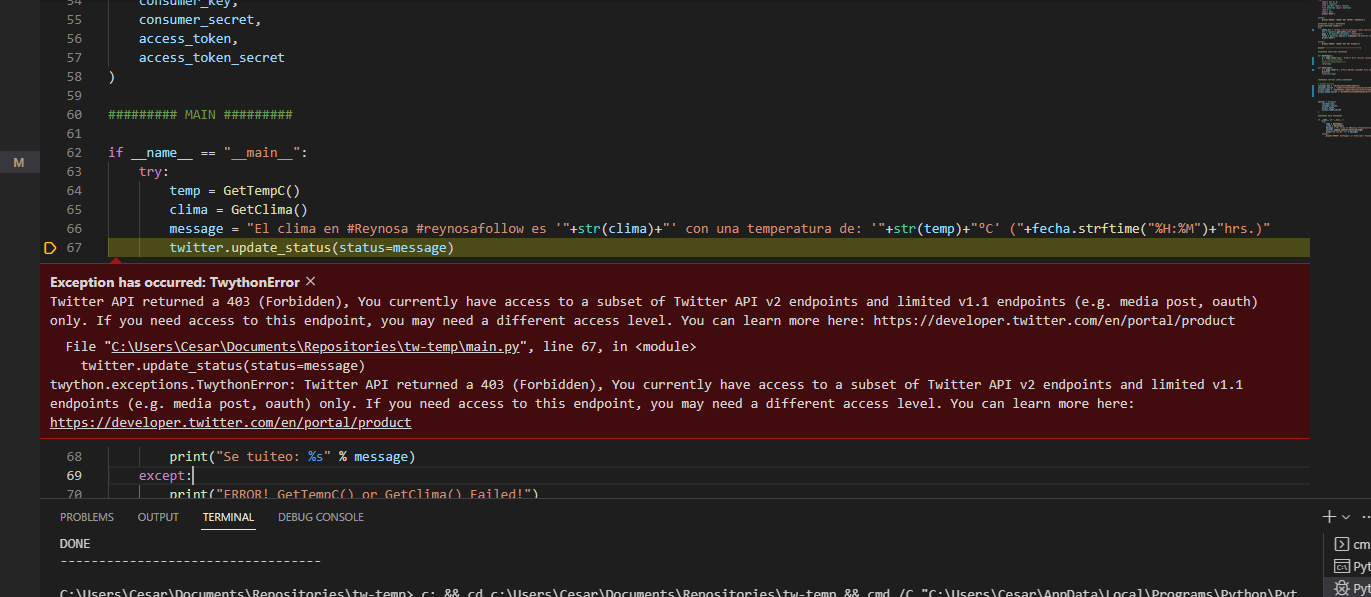 54 consumer_key,
55 consumer_secret,
56 access_token,
57 access_token_secret
58 )
59
60 ######### MAIN #########
61
62 if __name__ == "__main__":
M
63 try:
64 temp = GetTempC()
65 clima = GetClima()
66 message = "El clima en #Reynosa #reynosafollow es '"+str(clima)+"' con una temperatura de: '"+str(temp)+"ºC' ("+fecha.strftime("%H:%M")+"hrs.)"
67 twitter.update_status(status=message)
Exception has occurred: TwythonError ×
Twitter API returned a 403 (Forbidden), You currently have access to a subset of Twitter API v2 endpoints and limited v1.1 endpoints (e.g. media post, oauth)
only. If you need access to this endpoint, you may need a different access level. You can learn more here: https://developer.twitter.com/en/portal/product
File "C:\Users\Cesar\Documents\Repositories\tw-temp\main.py", line 67, in <module>
twitter.update_status(status=message)
twython.exceptions.TwythonError: Twitter API returned a 403 (Forbidden), You currently have access to a subset of Twitter API v2 endpoints and limited v1.1
endpoints (e.g. media post, oauth) only. If you need access to this endpoint, you may need a different access level. You can learn more here:
https://developer.twitter.com/en/portal/product
68 print("Se tuiteo: %s" % message)
69 except:
70 print("ERROR! GetTempC() or GetClima() Failed!")
PROBLEMS OUTPUT TERMINAL DEBUG CONSOLE
DONE
----------------------------------
cm
Pyt
Pyt
C:\Users\Cesar\Documents\Repositories\tw-temp> c: && cd c:\Users\Cesar\Documents\Repositories\tw-temp && cmd /C "C:\Users\Cesar\AppData\Local\Programs\Python\Pyt